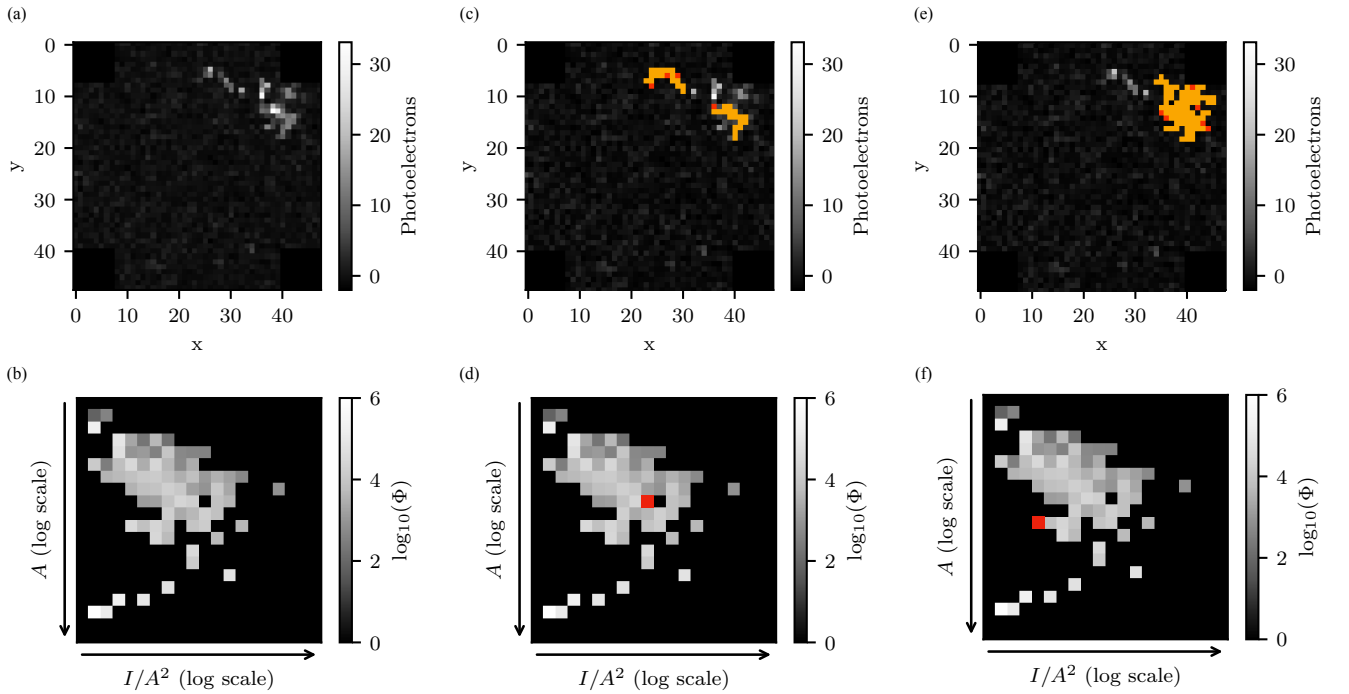 (a)
0
10
20
30
40
y
0 10 20 30 40
x
30
20
10
0
Photoelectrons
(c)
0
10
20
30
40
y
0 10 20 30 40
x
30
20
10
0
Photoelectrons
(e)
0
10
20
30
40
y
0 10 20 30 40
x
30
20
10
0
Photoelectrons
(b)
A (log scale)
I/A² (log scale)
6
4
2
0
log₁₀(Φ)
(d)
A (log scale)
I/A² (log scale)
6
4
2
0
log₁₀(Φ)
(f)
A (log scale)
I/A² (log scale)
6
4
2
0
log₁₀(Φ)